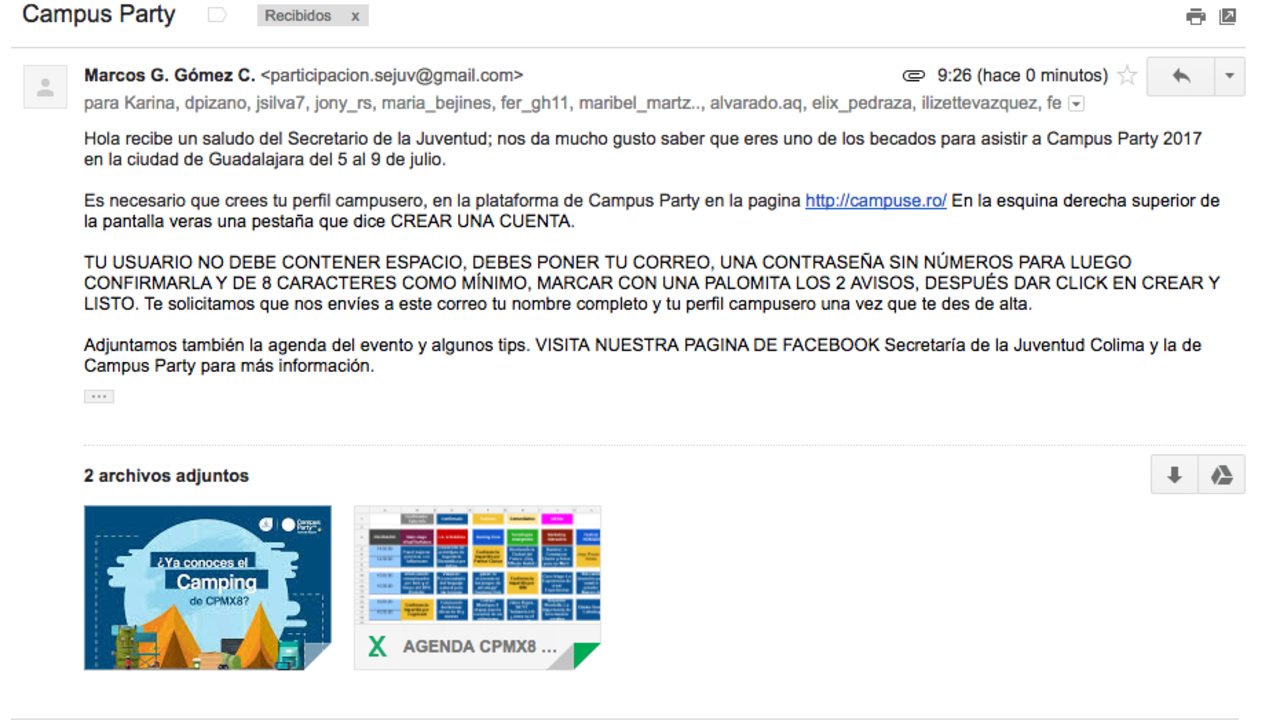 Campus Party
Recibidos x
Marcos G. Gómez C. <participacion.sejuv@gmail.com>
9:26 (hace 0 minutos)
para Karina, dpizano, jsilva7, jony_rs, maria_bejines, fer_gh11, maribel_martz.., alvarado.aq, elix_pedraza, ilizettevazquez, fe
Hola recibe un saludo del Secretario de la Juventud; nos da mucho gusto saber que eres uno de los becados para asistir a Campus Party 2017
en la ciudad de Guadalajara del 5 al 9 de julio.
Es necesario que crees tu perfil campusero, en la plataforma de Campus Party en la pagina http://campuse.ro/ En la esquina derecha superior de
la pantalla veras una pestaña que dice CREAR UNA CUENTA.
TU USUARIO NO DEBE CONTENER ESPACIO, DEBES PONER TU CORREO, UNA CONTRASEÑA SIN NÚMEROS PARA LUEGO
CONFIRMARLA Y DE 8 CARACTERES COMO MÍNIMO, MARCAR CON UNA PALOMITA LOS 2 AVISOS, DESPUÉS DAR CLICK EN CREAR Y
LISTO. Te solicitamos que nos envíes a este correo tu nombre completo y tu perfil campusero una vez que te des de alta.
Adjuntamos también la agenda del evento y algunos tips. VISITA NUESTRA PAGINA DE FACEBOOK Secretaría de la Juventud Colima y la de
Campus Party para más información.
2 archivos adjuntos
Campus
Party
¿Ya conoces el
Camping
de CPMX8?
AGENDA CPMX8 ...